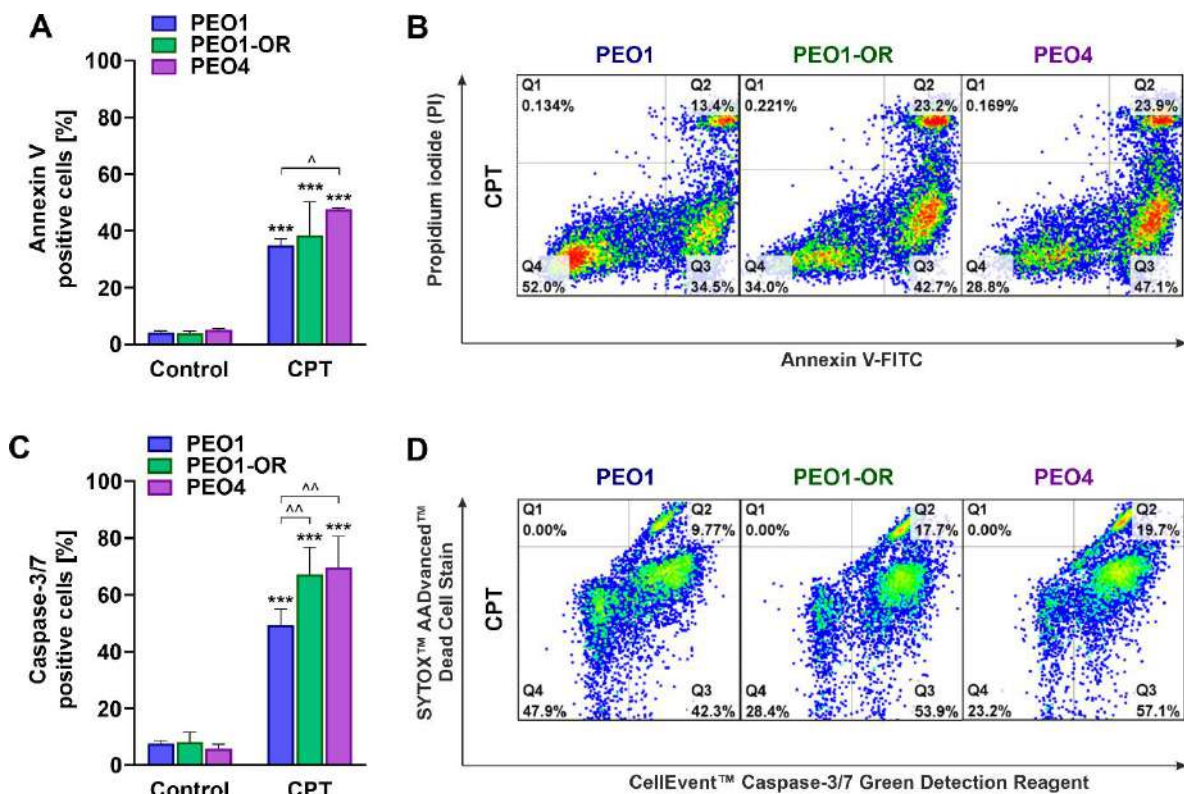 A
PEO1
PEO1-OR
PEO4
Annexin V
positive cells [%]
100
80
60
40
20
0
^
*** *** ***
Control CPT
B
PEO1 PEO1-OR PEO4
Propidium iodide (PI)
CPT
Q1 Q2 Q1 Q2 Q1 Q2
0.134% 13.4% 0.221% 23.2% 0.169% 23.9%
Q4 Q3 Q4 Q3 Q4 Q3
52.0% 34.5% 34.0% 42.7% 28.8% 47.1%
Annexin V-FITC
C
PEO1
PEO1-OR
PEO4
Caspase-3/7
positive cells [%]
100
80
60
40
20
0
^^
^^
*** *** ***
Control CPT
D
PEO1 PEO1-OR PEO4
SYTOX™ AADvanced™
Dead Cell Stain
CPT
Q1 Q2 Q1 Q2 Q1 Q2
0.00% 9.77% 0.00% 17.7% 0.00% 19.7%
Q4 Q3 Q4 Q3 Q4 Q3
47.9% 42.3% 28.4% 53.9% 23.2% 57.1%
CellEvent™ Caspase-3/7 Green Detection Reagent